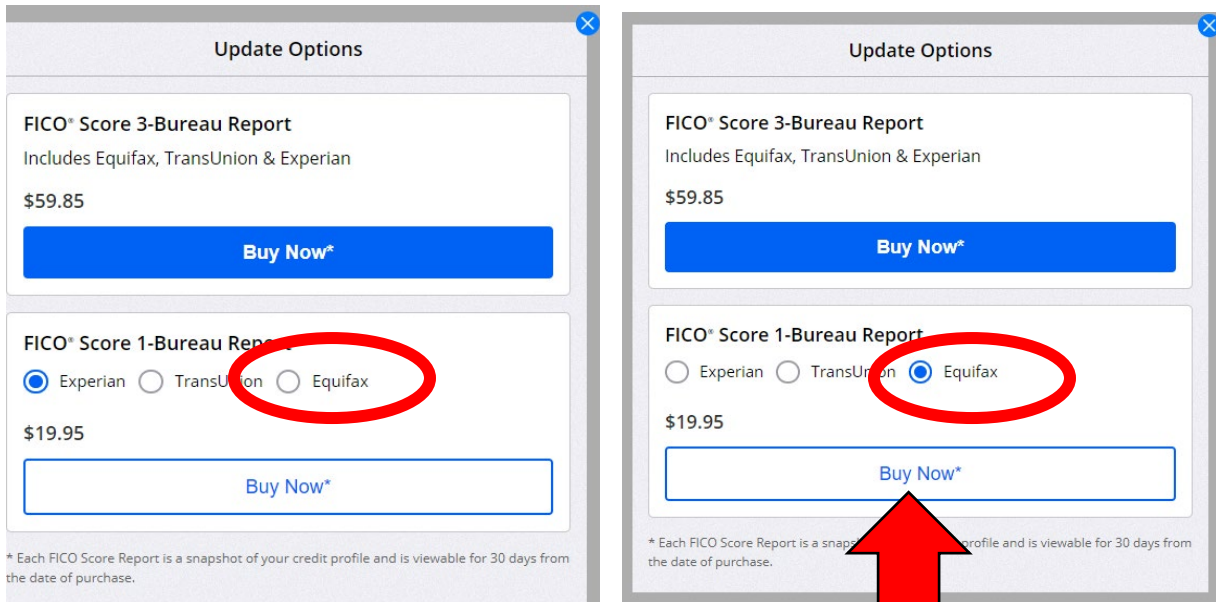 Update Options
FICO® Score 3-Bureau Report
Includes Equifax, TransUnion & Experian
$59.85
Buy Now*
FICO® Score 1-Bureau Report
Experian TransUnion Equifax
$19.95
Buy Now*
* Each FICO Score Report is a snapshot of your credit profile and is viewable for 30 days from
the date of purchase.
Update Options
FICO® Score 3-Bureau Report
Includes Equifax, TransUnion & Experian
$59.85
Buy Now*
FICO® Score 1-Bureau Report
Experian TransUnion Equifax
$19.95
Buy Now*
* Each FICO Score Report is a profile and is viewable for 30 days from
the date of purchase.